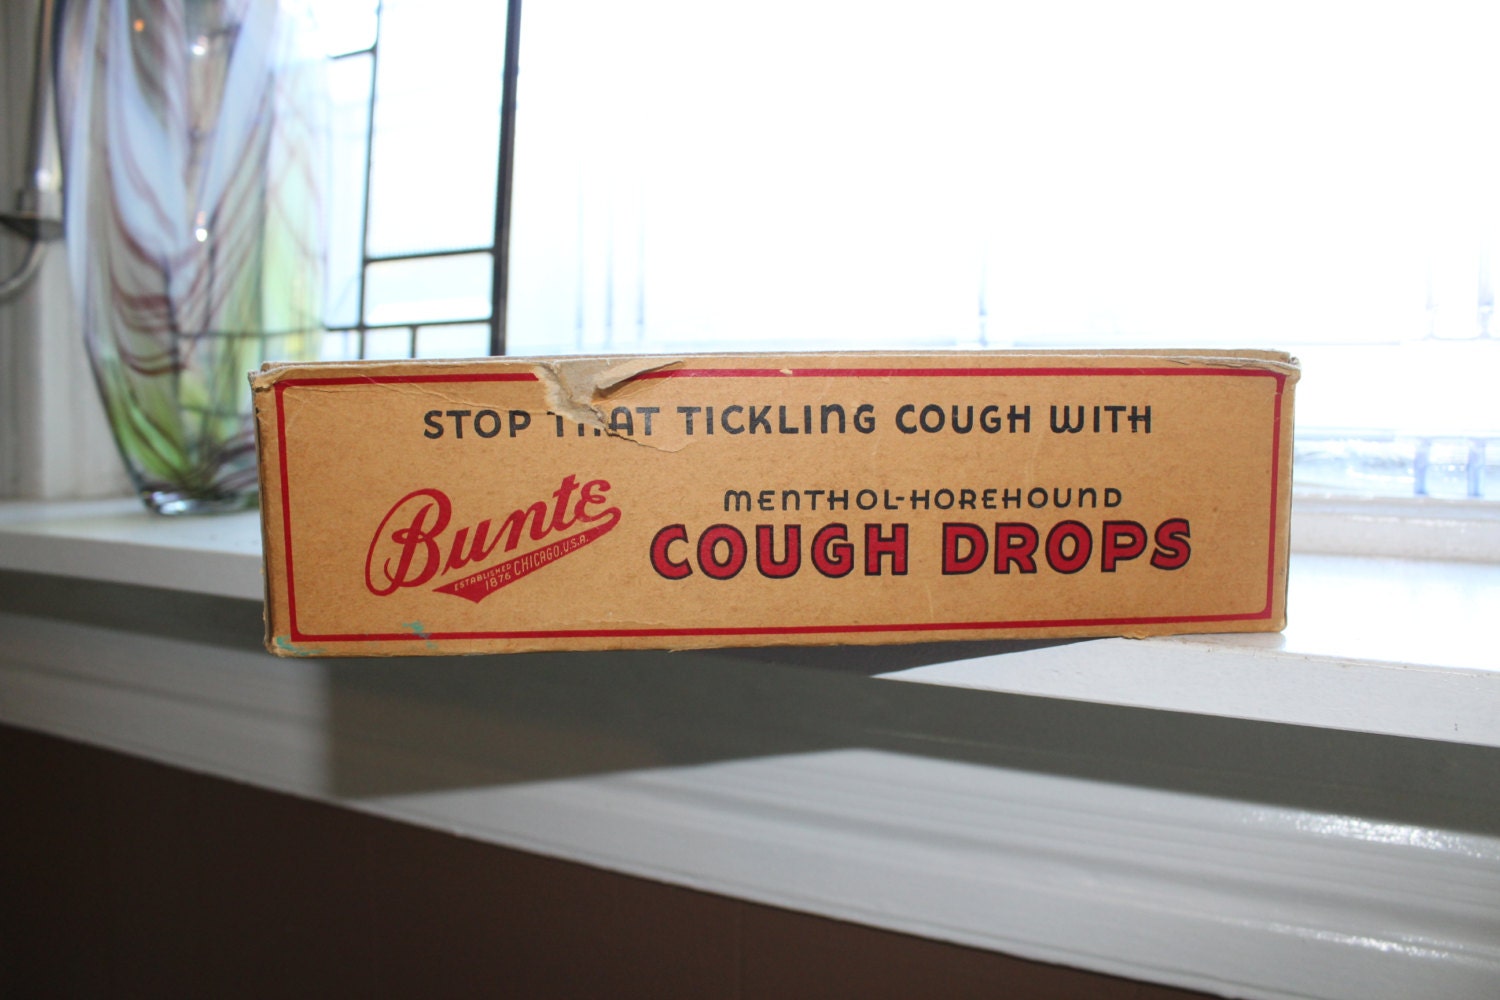 STOP THAT TICKLING COUGH WITH
Bunte
ESTABLISHED 1876 CHICAGO, U.S.A.
MENTHOL-HOREHOUND
COUGH DROPS